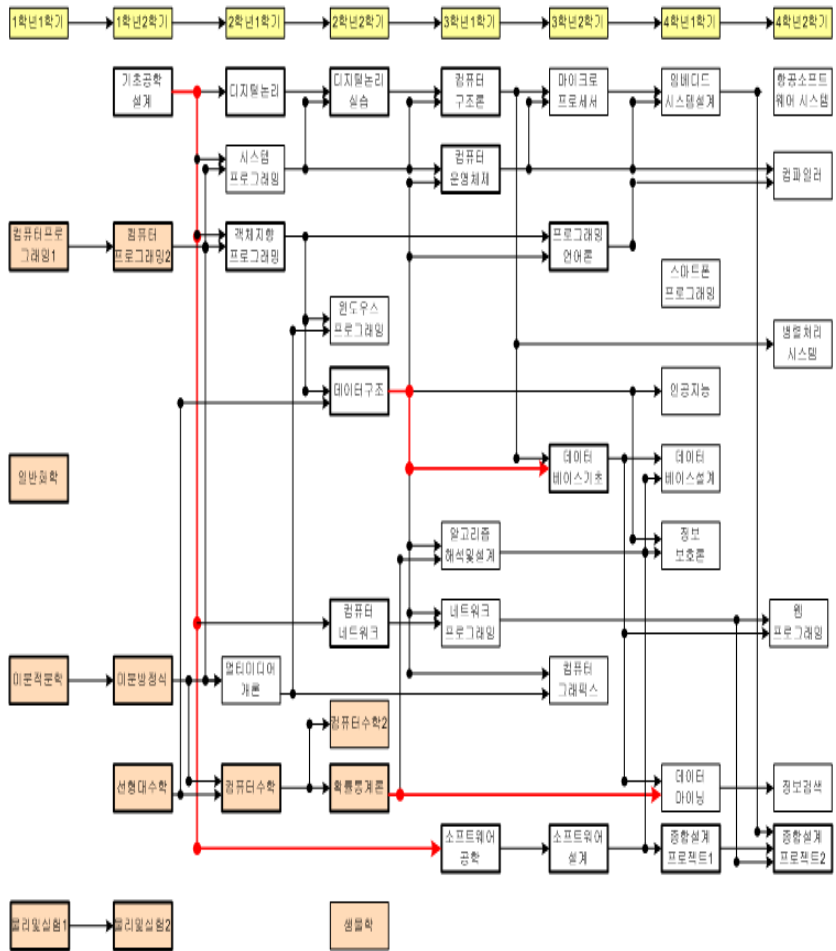 1학년1학기
1학년2학기
2학년1학기
2학년2학기
3학년1학기
3학년2학기
4학년1학기
4학년2학기
기초공학
설계
디지털논리
디지털논리
실습
컴퓨터
구조론
마이크로
프로세서
임베디드
시스템설계
항공소프트
웨어 시스템
시스템
프로그래밍
컴퓨터
운영체제
컴파일러
컴퓨터프로
그래밍1
컴퓨터
프로그래밍2
객체지향
프로그래밍
프로그래밍
언어론
스마트폰
프로그래밍
윈도우스
프로그래밍
병렬처리
시스템
데이터구조
인공지능
일반화학
데이터
베이스기초
데이터
베이스설계
알고리즘
해석및설계
정보
보호론
컴퓨터
네트워크
네트워크
프로그래밍
웹
프로그래밍
미분적분학
미분방정식
멀티미디어
개론
컴퓨터
그래픽스
컴퓨터수학2
선형대수학
컴퓨터수학
확률통계론
데이터
마이닝
정보검색
소프트웨어
공학
소프트워어
설계
종합설계
프로젝트1
종합설계
프로젝트2
물리및실험1
물리및실험2
생물학